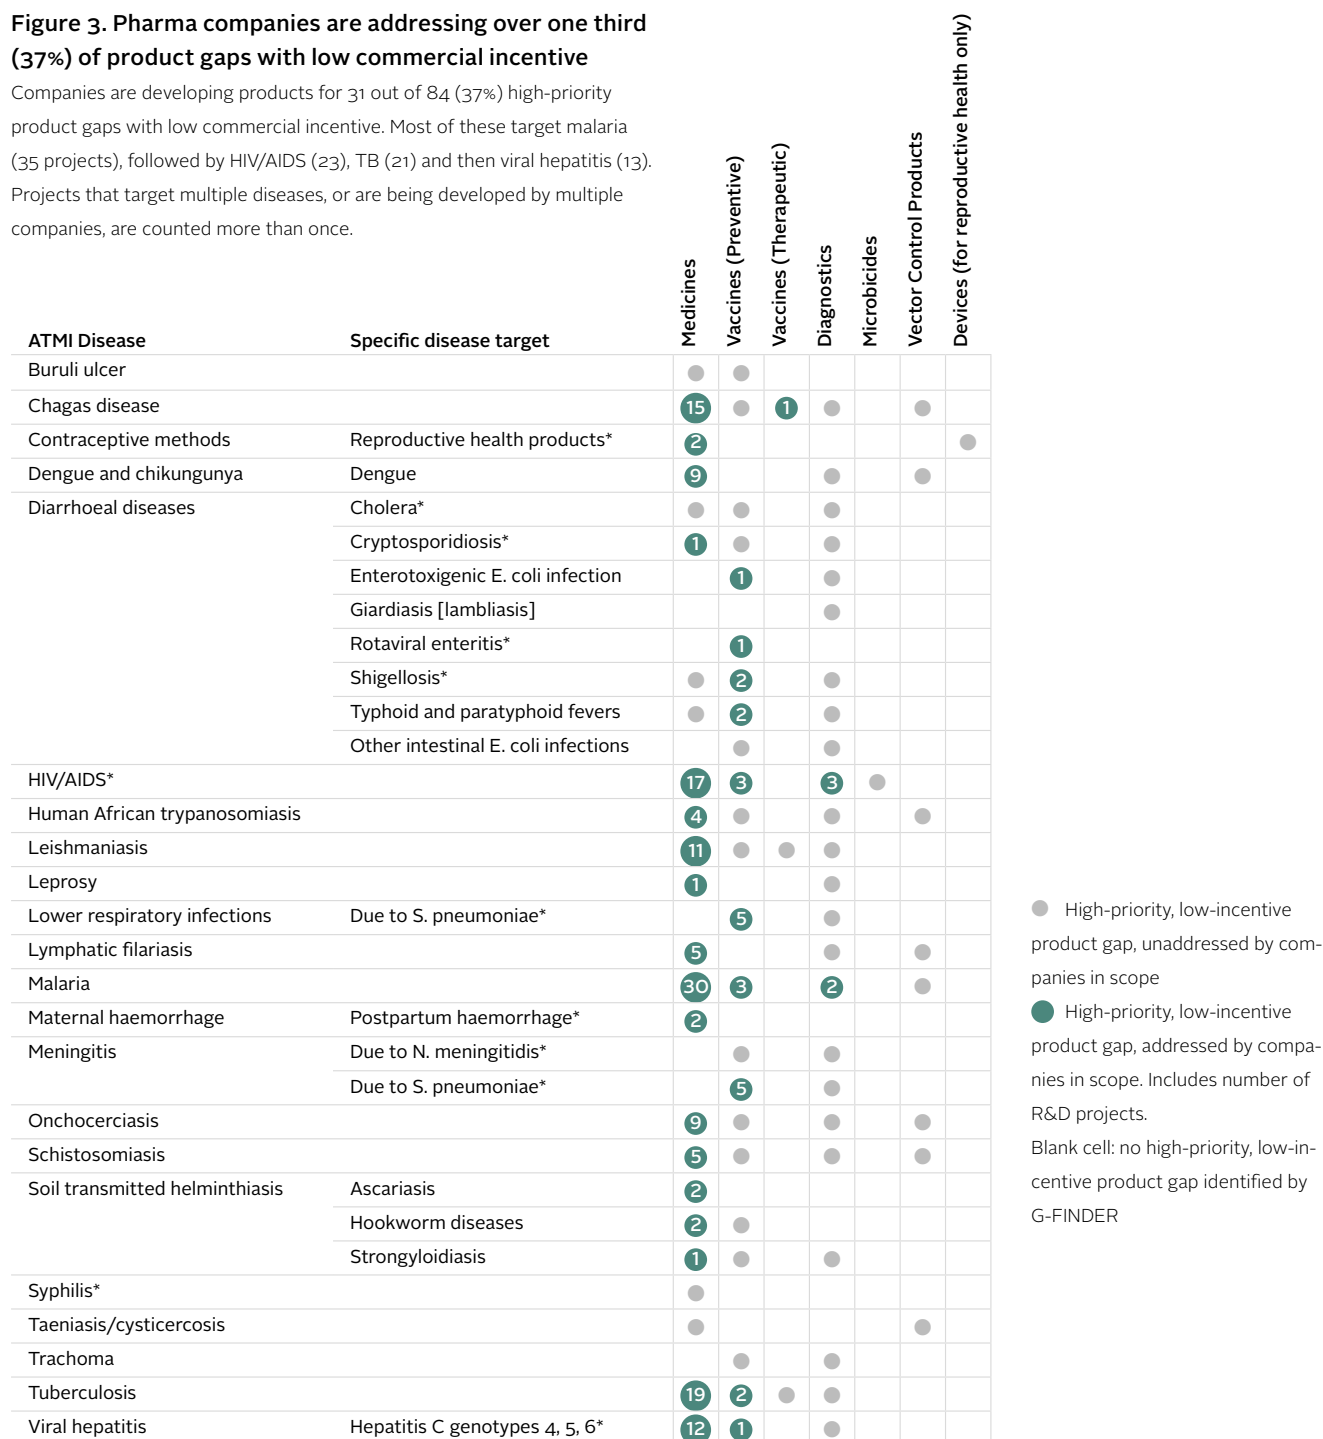 Figure 3. Pharma companies are addressing over one third
(37%) of product gaps with low commercial incentive
Companies are developing products for 31 out of 84 (37%) high-priority
product gaps with low commercial incentive. Most of these target malaria
(35 projects), followed by HIV/AIDS (23), TB (21) and then viral hepatitis (13).
Projects that target multiple diseases, or are being developed by multiple
companies, are counted more than once.
ATMI Disease
Specific disease target
Medicines
Vaccines (Preventive)
Vaccines (Therapeutic)
Diagnostics
Microbicides
Vector Control Products
Devices (for reproductive health only)
Buruli ulcer
Chagas disease 15 1
Contraceptive methods Reproductive health products* 2
Dengue and chikungunya Dengue 9
Diarrhoeal diseases Cholera*
Cryptosporidiosis* 1
Enterotoxigenic E. coli infection 1
Giardiasis [lambliasis]
Rotaviral enteritis* 1
Shigellosis* 2
Typhoid and paratyphoid fevers 2
Other intestinal E. coli infections
HIV/AIDS* 17 3 3
Human African trypanosomiasis 4
Leishmaniasis 11
Leprosy 1
Lower respiratory infections Due to S. pneumoniae* 5
Lymphatic filariasis 5
Malaria 30 3 2
Maternal haemorrhage Postpartum haemorrhage* 2
Meningitis Due to N. meningitidis*
Due to S. pneumoniae* 5
Onchocerciasis 9
Schistosomiasis 5
Soil transmitted helminthiasis Ascariasis 2
Hookworm diseases 2
Strongyloidiasis 1
Syphilis*
Taeniasis/cysticercosis
Trachoma
Tuberculosis 19 2
Viral hepatitis Hepatitis C genotypes 4, 5, 6* 12 1
High-priority, low-incentive
product gap, unaddressed by com-
panies in scope
High-priority, low-incentive
product gap, addressed by compa-
nies in scope. Includes number of
R&D projects.
Blank cell: no high-priority, low-in-
centive product gap identified by
G-FINDER